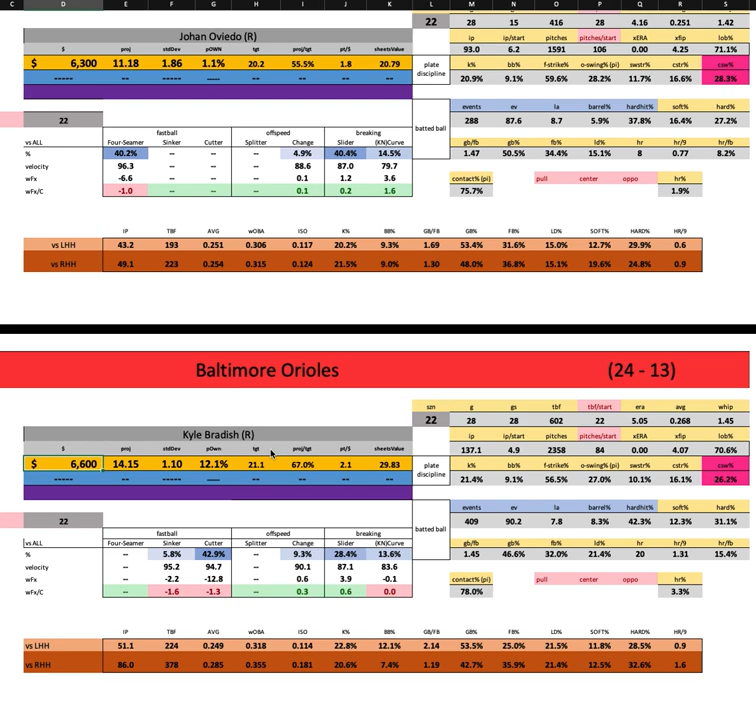 C D E F G H I J K L M N O P Q R S
22 28 15 416 28 4.16 0.251 1.42
Johan Oviedo (R)
ip ip/start pitches pitches/start xERA xfip lob%
93.0 6.2 1591 106 0.00 4.25 71.1%
$ proj stdDev pOWN tgt proj/tgt pt/$ sheetsValue
$ 6,300 11.18 1.86 1.1% 20.2 55.5% 1.8 20.79
plate discipline
k% bb% f-strike% o-swing% (pi) swstr% cstr% csw%
20.9% 9.1% 59.6% 28.2% 11.7% 16.6% 28.3%
----- -- -- -- -- -- -- --
batted ball
events ev la barrel% hardhit% soft% hard%
288 87.6 8.7 5.9% 37.8% 16.4% 27.2%
22
fastball offspeed breaking
vs ALL Four-Seamer Sinker Cutter Splitter Change Slider (KN)Curve
gb/fb gb% fb% ld% hr hr/9 hr/fb
1.47 50.5% 34.4% 15.1% 8 0.77 8.2%
% 40.2% -- -- -- 4.9% 40.4% 14.5%
velocity 96.3 -- -- -- 88.6 87.0 79.7
wFx -6.6 -- -- -- 0.1 1.2 3.6
wFx/C -1.0 -- -- -- 0.1 0.2 1.6
contact% (pi) pull center oppo hr%
75.7% 1.9%
IP TBF AVG wOBA ISO K% BB% GB/FB GB% FB% LD% SOFT% HARD% HR/9
vs LHH 43.2 193 0.251 0.306 0.117 20.2% 9.3% 1.69 53.4% 31.6% 15.0% 12.7% 29.9% 0.6
vs RHH 49.1 223 0.254 0.315 0.124 21.5% 9.0% 1.30 48.0% 36.8% 15.1% 19.6% 24.8% 0.9
Baltimore Orioles (24 - 13)
szn g gs tbf tbf/start era avg whip
22 28 28 602 22 5.05 0.268 1.45
Kyle Bradish (R)
ip ip/start pitches pitches/start xERA xfip lob%
137.1 4.9 2358 84 0.00 4.07 70.6%
$ proj stdDev pOwn tgt proj/tgt pt/$ sheetsValue
$ 6,600 14.15 1.10 12.1% 21.1 67.0% 2.1 29.83
plate discipline
k% bb% f-strike% o-swing% (pi) swstr% cstr% csw%
21.4% 9.1% 56.5% 27.0% 10.1% 16.1% 26.2%
----- -- -- -- -- -- -- --
batted ball
events ev la barrel% hardhit% soft% hard%
409 90.2 7.8 8.3% 42.3% 12.3% 31.1%
22
fastball offspeed breaking
vs ALL Four-Seamer Sinker Cutter Splitter Change Slider (KN)Curve
gb/fb gb% fb% ld% hr hr/9 hr/fb
1.45 46.6% 32.0% 21.4% 20 1.31 15.4%
% -- 5.8% 42.9% -- 9.3% 28.4% 13.6%
velocity -- 95.2 94.7 -- 90.1 87.1 83.6
wFx -- -2.2 -12.8 -- 0.6 3.9 -0.1
wFx/C -- -1.6 -1.3 -- 0.3 0.6 0.0
contact% (pi) pull center oppo hr%
78.0% 3.3%
IP TBF AVG wOBA ISO K% BB% GB/FB GB% FB% LD% SOFT% HARD% HR/9
vs LHH 51.1 224 0.249 0.318 0.114 22.8% 12.1% 2.14 53.5% 25.0% 21.5% 11.8% 28.5% 0.9
vs RHH 86.0 378 0.285 0.355 0.181 20.6% 7.4% 1.19 42.7% 35.9% 21.4% 12.5% 32.6% 1.6